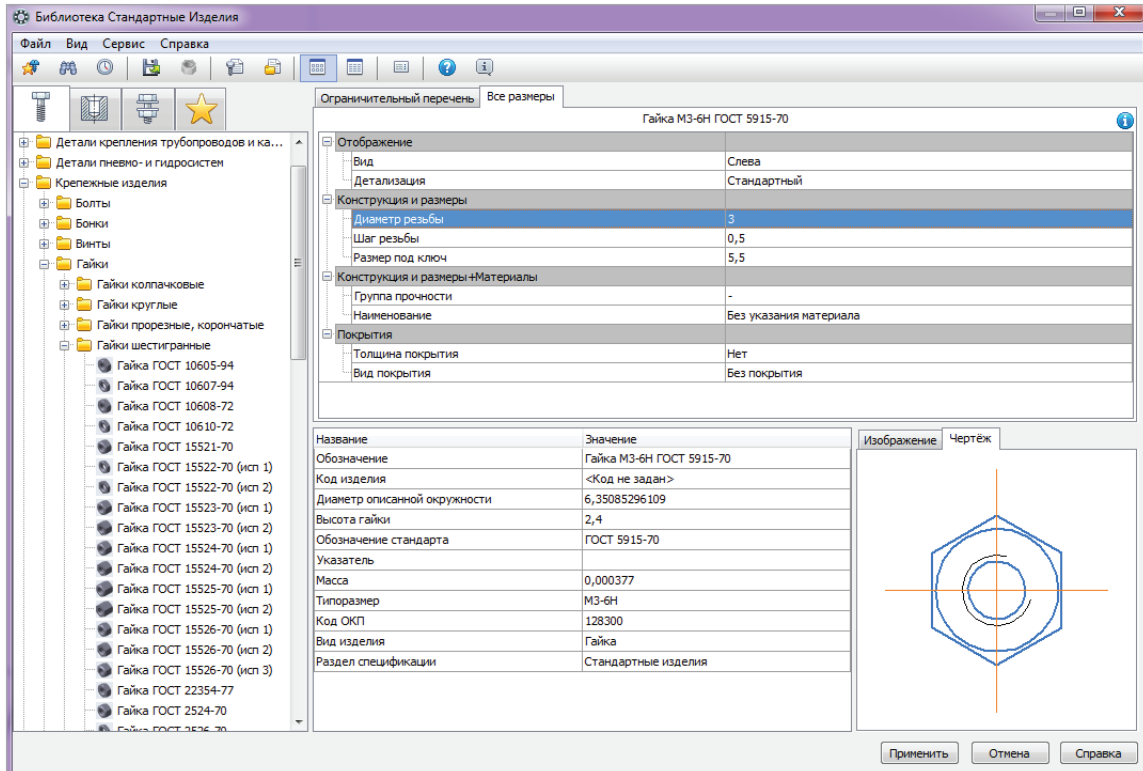 Библиотека Стандартные Изделия
Файл Вид Сервис Справка
Детали крепления трубопроводов и ка...
Детали пневмо- и гидросистем
Крепежные изделия
Болты
Бонки
Винты
Гайки
Гайки колпачковые
Гайки круглые
Гайки прорезные, корончатые
Гайки шестигранные
Гайка ГОСТ 10605-94
Гайка ГОСТ 10607-94
Гайка ГОСТ 10608-72
Гайка ГОСТ 10610-72
Гайка ГОСТ 15521-70
Гайка ГОСТ 15522-70 (исп 1)
Гайка ГОСТ 15522-70 (исп 2)
Гайка ГОСТ 15523-70 (исп 1)
Гайка ГОСТ 15523-70 (исп 2)
Гайка ГОСТ 15524-70 (исп 1)
Гайка ГОСТ 15524-70 (исп 2)
Гайка ГОСТ 15525-70 (исп 1)
Гайка ГОСТ 15525-70 (исп 2)
Гайка ГОСТ 15526-70 (исп 1)
Гайка ГОСТ 15526-70 (исп 2)
Гайка ГОСТ 15526-70 (исп 3)
Гайка ГОСТ 22354-77
Гайка ГОСТ 2524-70
Гайка ГОСТ 2526-70
Ограничительный перечень Все размеры
Гайка М3-6Н ГОСТ 5915-70
Отображение
Вид Слева
Детализация Стандартный
Конструкция и размеры
Диаметр резьбы 3
Шаг резьбы 0,5
Размер под ключ 5,5
Конструкция и размеры+Материалы
Группа прочности -
Наименование Без указания материала
Покрытия
Толщина покрытия Нет
Вид покрытия Без покрытия
Название Значение
Обозначение Гайка М3-6Н ГОСТ 5915-70
Код изделия <Код не задан>
Диаметр описанной окружности 6,35085296109
Высота гайки 2,4
Обозначение стандарта ГОСТ 5915-70
Указатель
Масса 0,000377
Типоразмер М3-6Н
Код ОКП 128300
Вид изделия Гайка
Раздел спецификации Стандартные изделия
Изображение Чертёж
Применить Отмена Справка